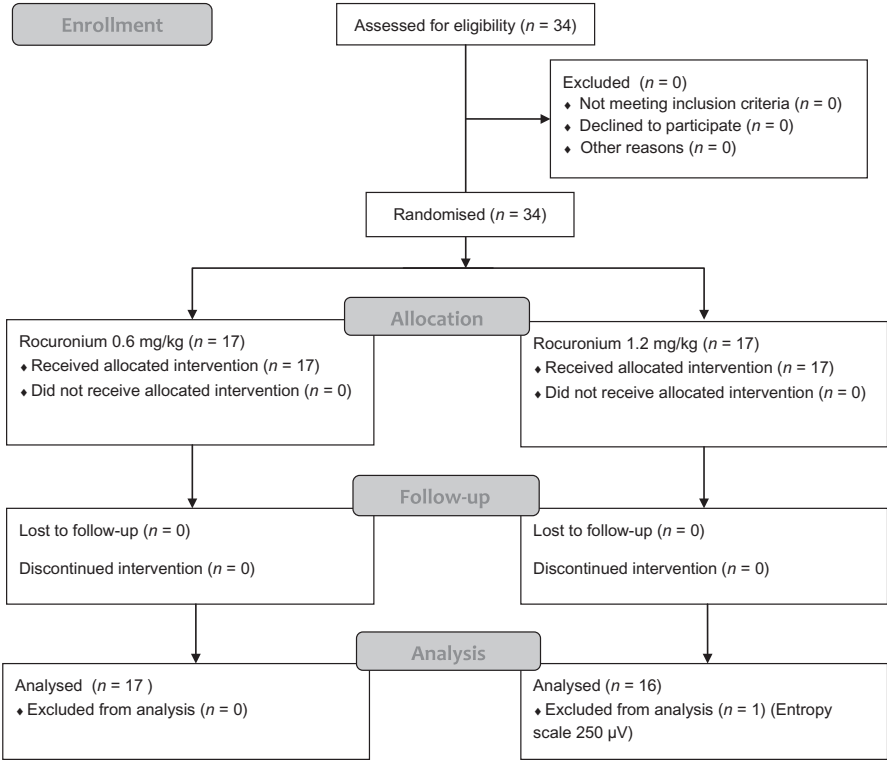 Enrollment
Assessed for eligibility (n = 34)
Excluded (n = 0)
♦ Not meeting inclusion criteria (n = 0)
♦ Declined to participate (n = 0)
♦ Other reasons (n = 0)
Randomised (n = 34)
Allocation
Rocuronium 0.6 mg/kg (n = 17)
♦ Received allocated intervention (n = 17)
♦ Did not receive allocated intervention (n = 0)
Rocuronium 1.2 mg/kg (n = 17)
♦ Received allocated intervention (n = 17)
♦ Did not receive allocated intervention (n = 0)
Follow-up
Lost to follow-up (n = 0)
Discontinued intervention (n = 0)
Lost to follow-up (n = 0)
Discontinued intervention (n = 0)
Analysis
Analysed (n = 17 )
♦ Excluded from analysis (n = 0)
Analysed (n = 16)
♦ Excluded from analysis (n = 1) (Entropy
scale 250 µV)